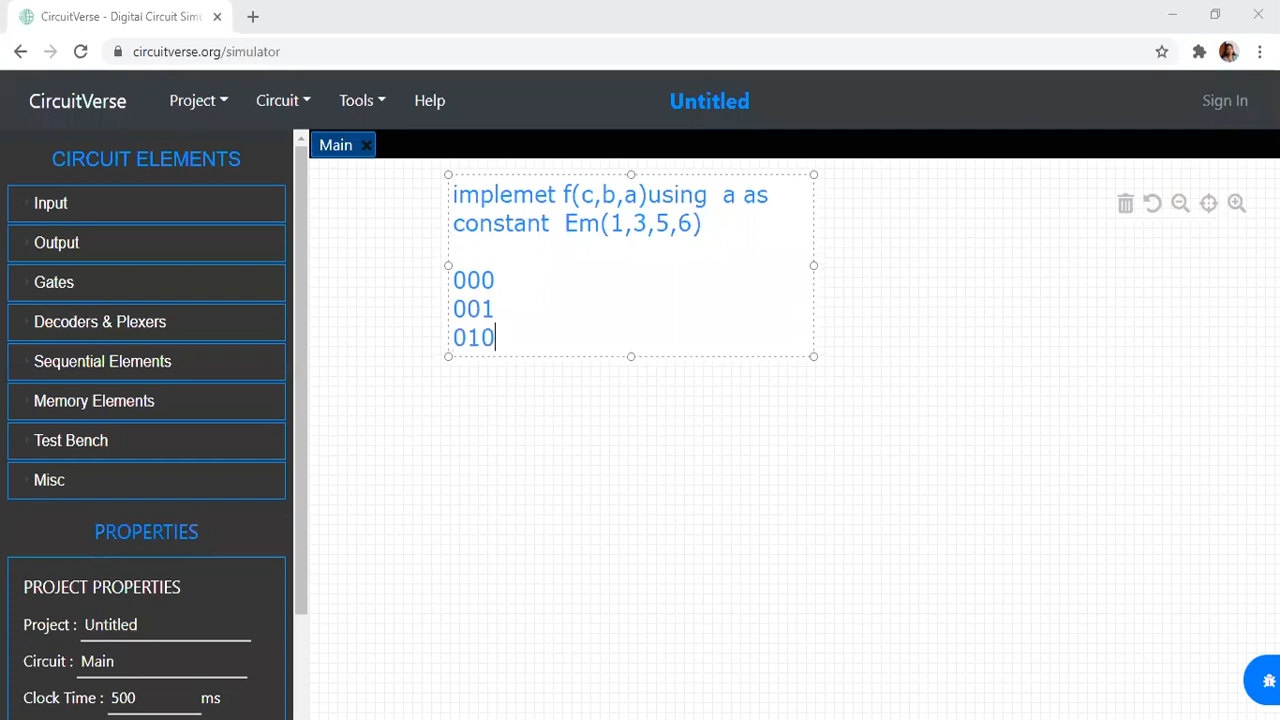 CircuitVerse - Digital Circuit Sim
circuitverse.org/simulator
CircuitVerse Project Circuit Tools Help Untitled Sign In
CIRCUIT ELEMENTS
Main
Input
Output
Gates
Decoders & Plexers
Sequential Elements
Memory Elements
Test Bench
Misc
PROPERTIES
PROJECT PROPERTIES
Project : Untitled
Circuit : Main
Clock Time : 500 ms
implemet f(c,b,a)using a as
constant Em(1,3,5,6)
000
001
010